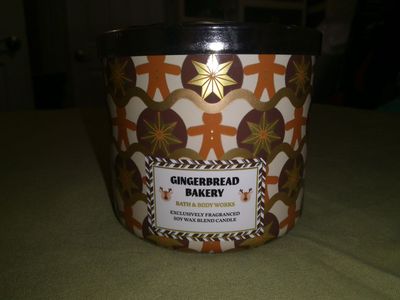 GINGERBREAD
BAKERY
BATH & BODY WORKS
EXCLUSIVELY FRAGRANCED
SOY WAX BLEND CANDLE